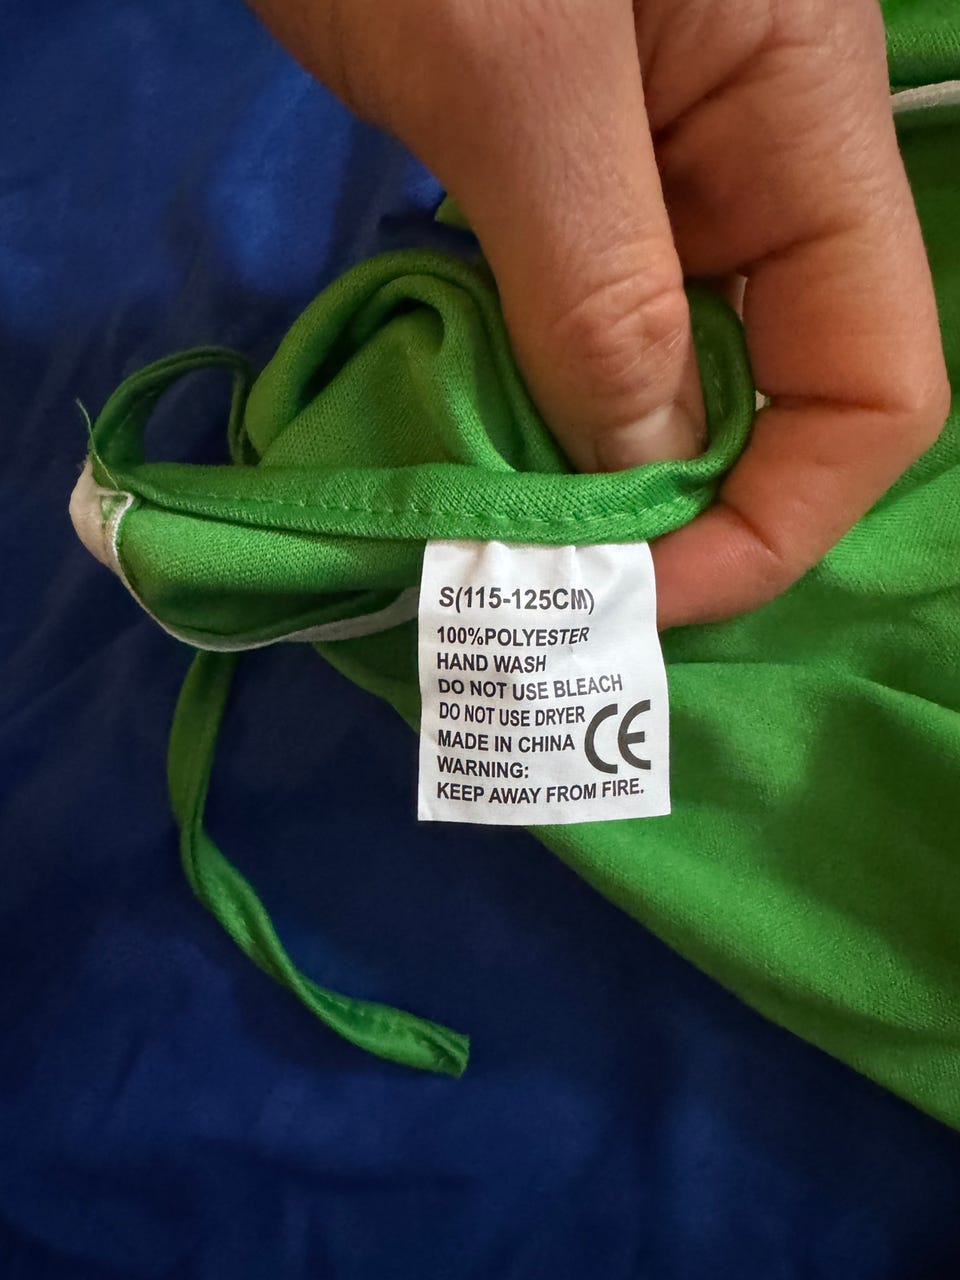 S(115-125CM)
100%POLYESTER
HAND WASH
DO NOT USE BLEACH
DO NOT USE DRYER
MADE IN CHINA
WARNING:
KEEP AWAY FROM FIRE.
CE